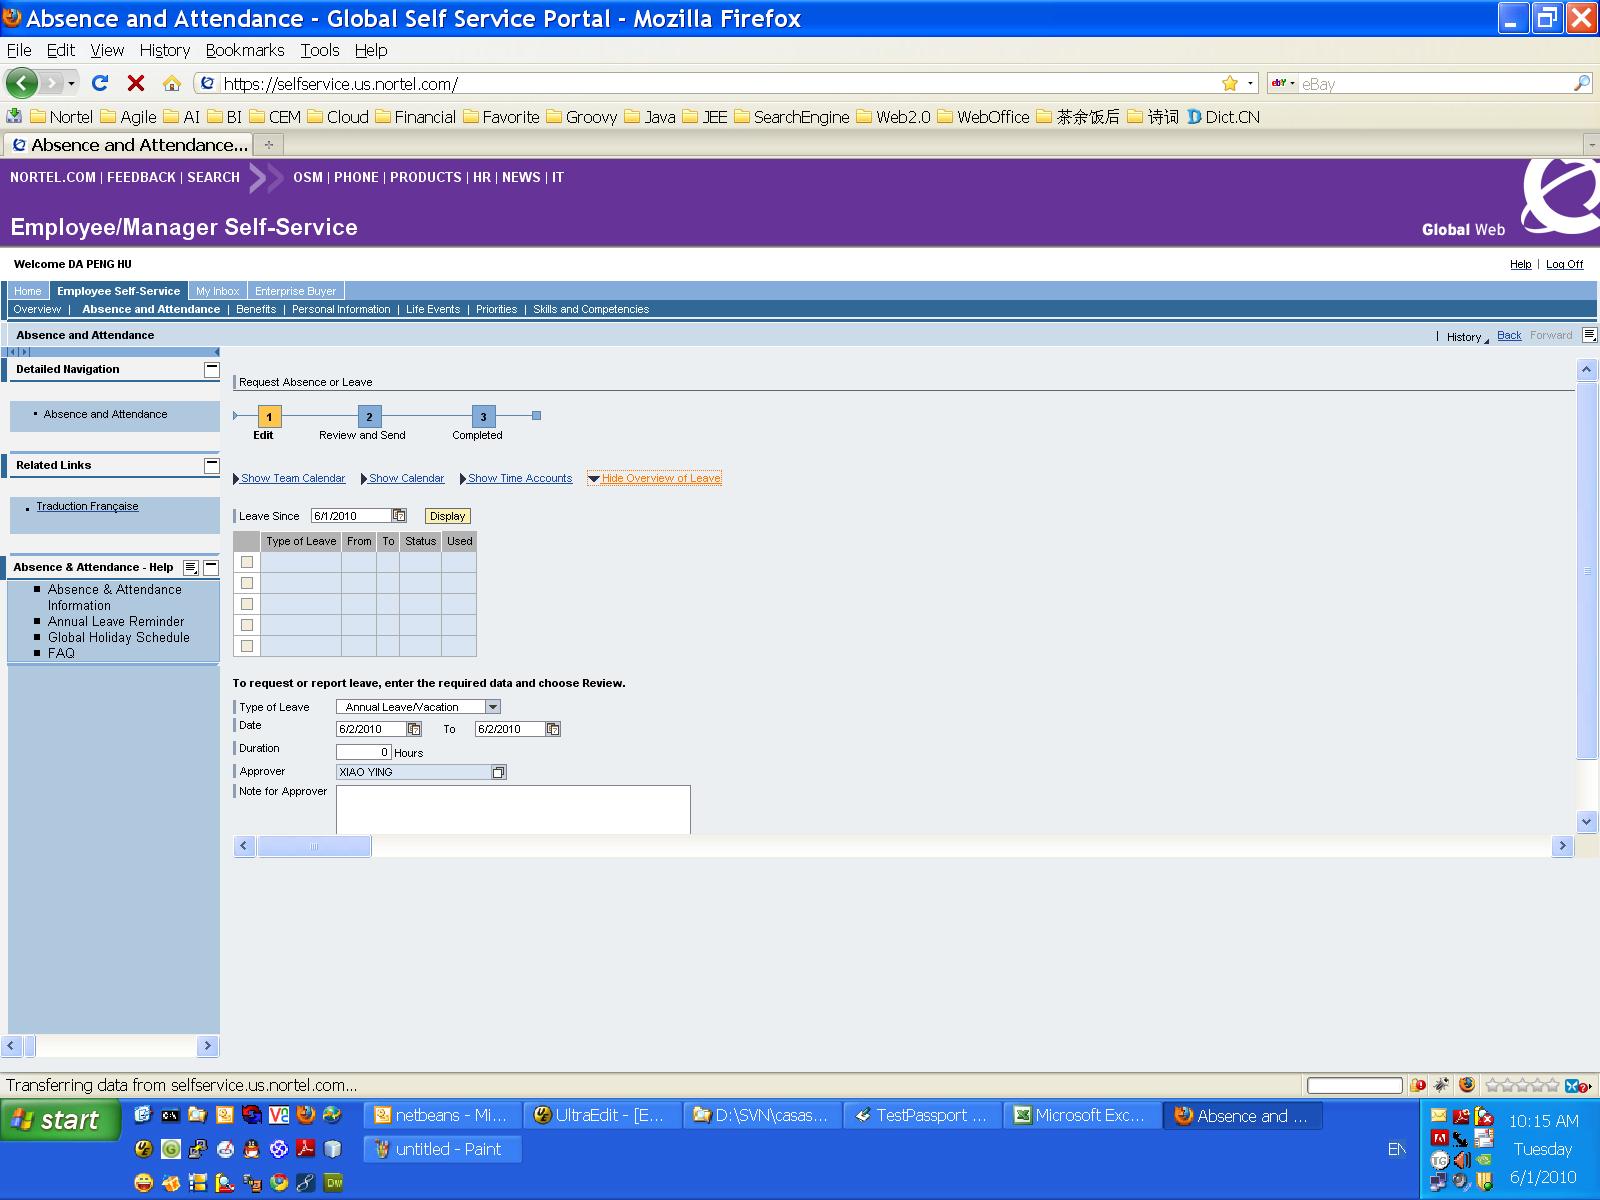 Absence and Attendance - Global Self Service Portal - Mozilla Firefox
File Edit View History Bookmarks Tools Help
https://selfservice.us.nortel.com/ eBay
Nortel Agile AI BI CEM Cloud Financial Favorite Groovy Java JEE SearchEngine Web2.0 WebOffice 茶余饭后 诗词 Dict.CN
Absence and Attendance...
NORTEL.COM | FEEDBACK | SEARCH OSM | PHONE | PRODUCTS | HR | NEWS | IT
Employee/Manager Self-Service
Global Web
Welcome DA PENG HU Help | Log Off
Home Employee Self-Service My Inbox Enterprise Buyer
Overview | Absence and Attendance | Benefits | Personal Information | Life Events | Priorities | Skills and Competencies
Absence and Attendance | History Back Forward
Detailed Navigation
Absence and Attendance
Related Links
Traduction Française
Absence & Attendance - Help
Absence & Attendance
Information
Annual Leave Reminder
Global Holiday Schedule
FAQ
Request Absence or Leave
1 2 3
Edit Review and Send Completed
Show Team Calendar Show Calendar Show Time Accounts Hide Overview of Leave
Leave Since 6/1/2010 Display
Type of Leave From To Status Used
To request or report leave, enter the required data and choose Review.
Type of Leave Annual Leave/Vacation
Date 6/2/2010 To 6/2/2010
Duration 0 Hours
Approver XIAO YING
Note for Approver
Transferring data from selfservice.us.nortel.com...
start netbeans - Mi... UltraEdit - [E... D:\SVN\casas... TestPassport ... Microsoft Exc... Absence and ...
untitled - Paint
EN
10:15 AM
Tuesday
6/1/2010